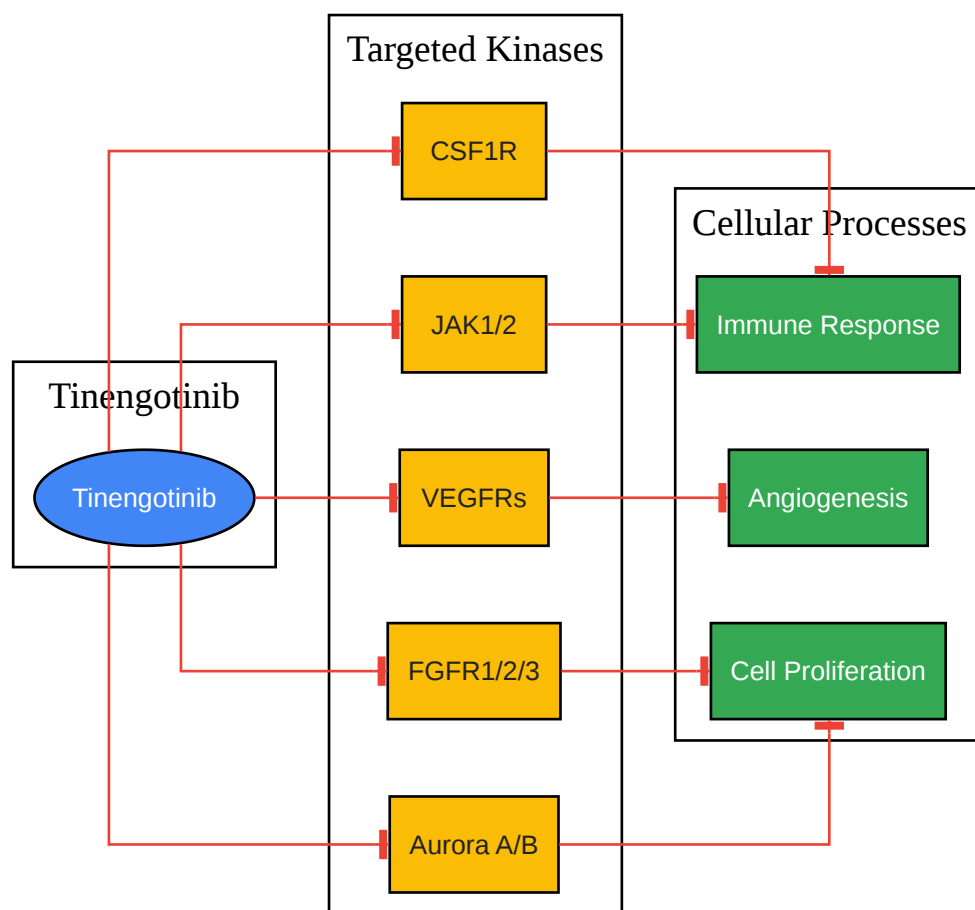 Targeted Kinases
CSF1R
Cellular Processes
JAK1/2
Immune Response
Tinengotinib
Tinengotinib
VEGFRs
Angiogenesis
FGFR1/2/3
Cell Proliferation
Aurora A/B